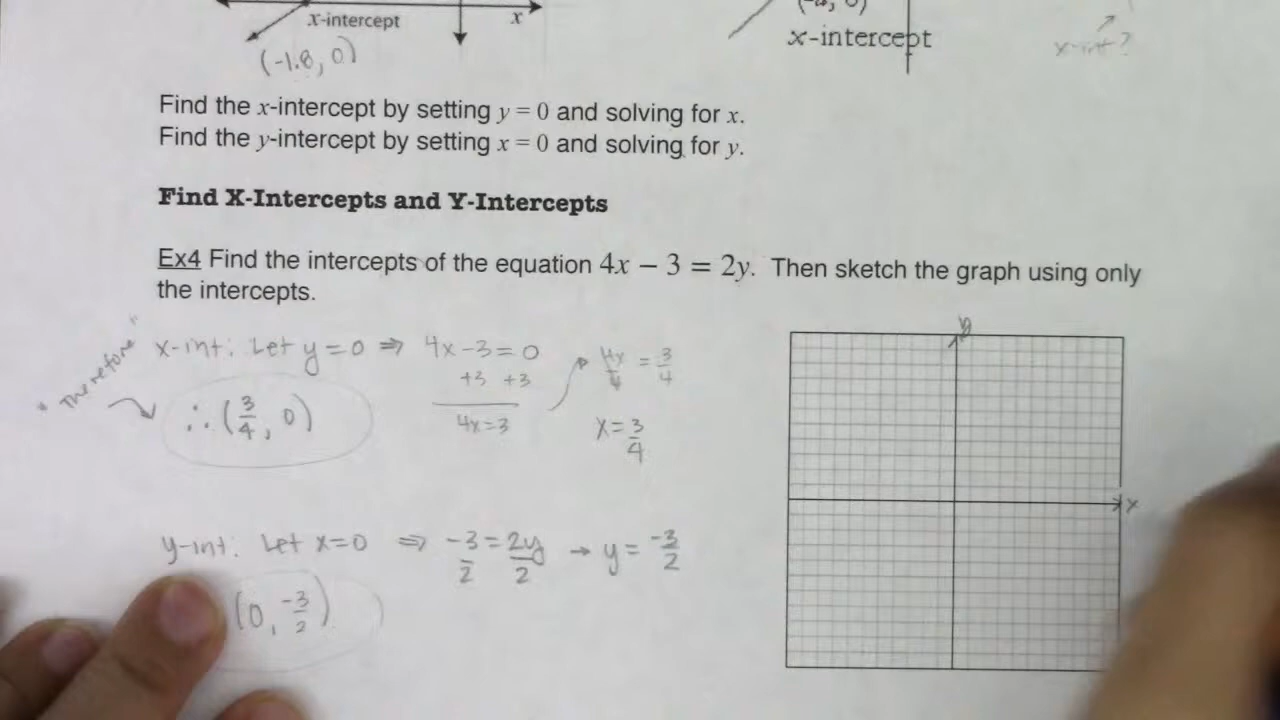 x-intercept
x
(-1.8, 0)
x-intercept
x-int?
Find the x-intercept by setting y = 0 and solving for x.
Find the y-intercept by setting x = 0 and solving for y.
Find X-Intercepts and Y-Intercepts
Ex4 Find the intercepts of the equation 4x − 3 = 2y. Then sketch the graph using only
the intercepts.
"Therefore"
x-int: Let y=0 ⇒ 4x-3=0
+3 +3
4x=3
4x/4 = 3/4
x=3/4
∴ (3/4, 0)
y-int: Let x=0 ⇒ -3/2 = 2y/2 → y = -3/2
(0, -3/2)
y
x